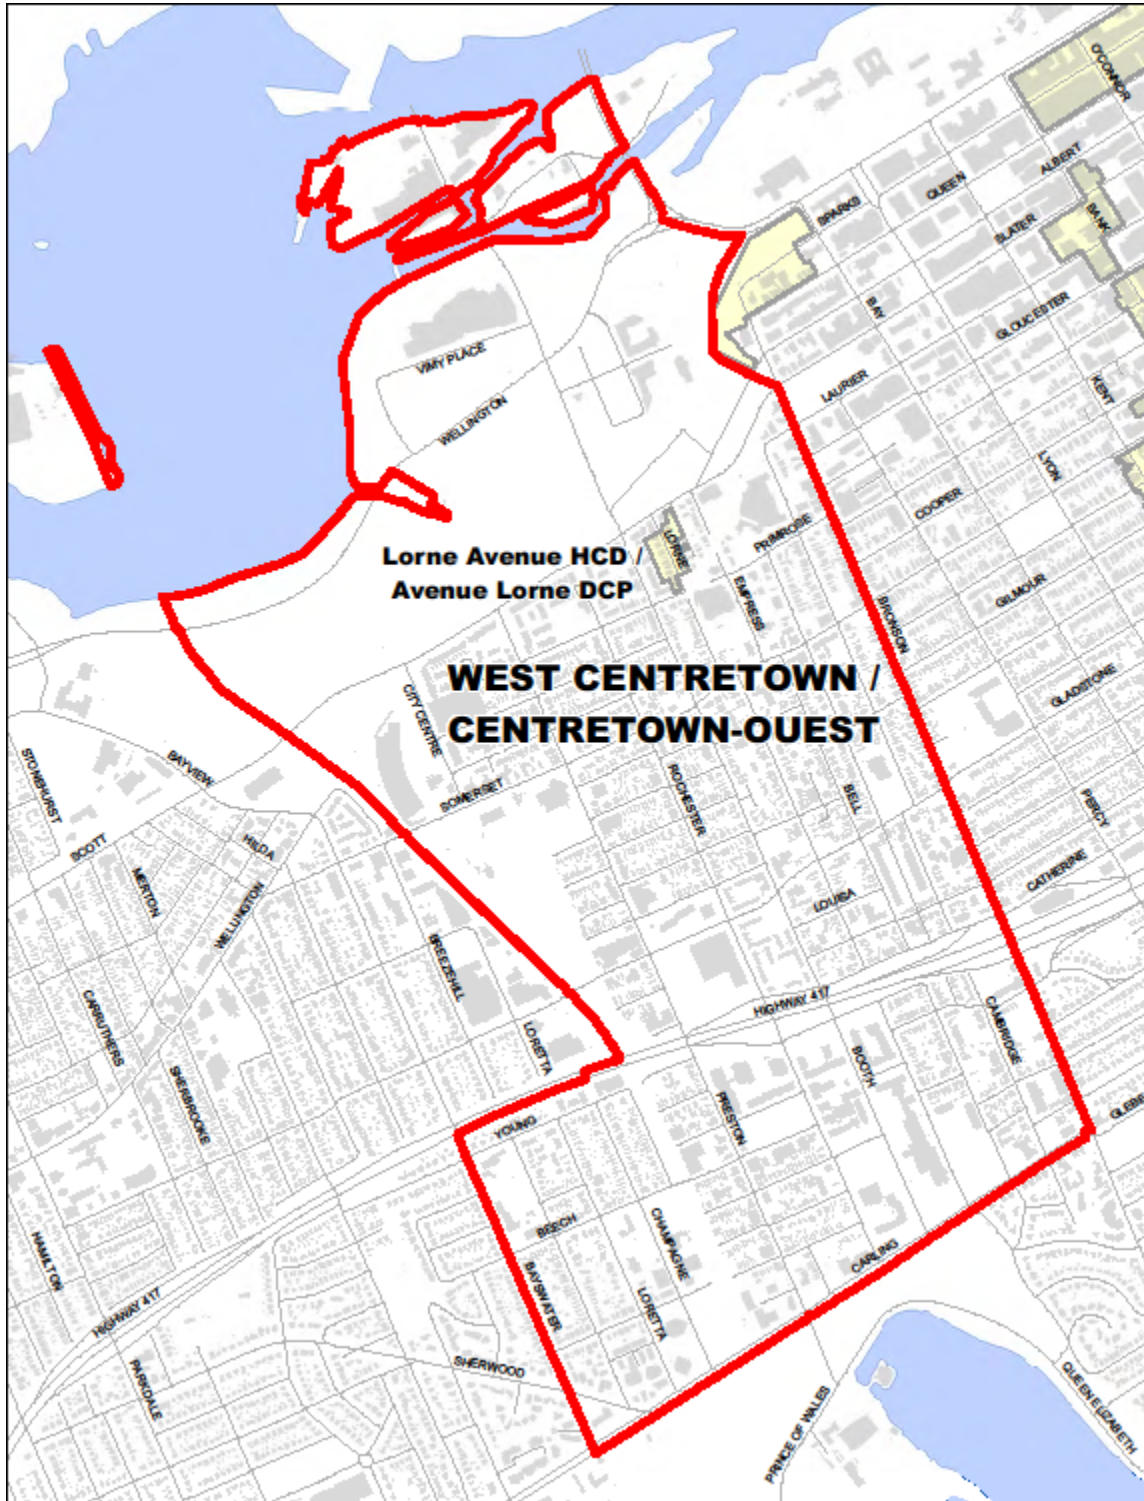 O'CONNOR
ALBERT
QUEEN
BANK
SPARKS
SLATER
BAY
GLOUCESTER
VIMY PLACE
LAURIER
KENT
WELLINGTON
LYON
COOPER
PRIMROSE
LORNE
Lorne Avenue HCD /
Avenue Lorne DCP
EMPRESS
GILMOUR
BRONSON
WEST CENTRETOWN /
CENTRETOWN-OUEST
GLADSTONE
CITY CENTRE
STONEHURST
BAYVIEW
SOMERSET
ROCHESTER
BELL
PERCY
SCOTT
HILDA
MERTON
WELLINGTON
CATHERINE
LOUISA
BREEZEHILL
HIGHWAY 417
CARRUTHERS
LORETTA
CAMBRIDGE
BOOTH
SHERBROOKE
PRESTON
GLEBE
YOUNG
BEECH
CHAMPAGNE
HAMILTON
CARLING
BAYSWATER
LORETTA
HIGHWAY 417
SHERWOOD
PARKDALE
PRINCE OF WALES
QUEEN ELIZABETH